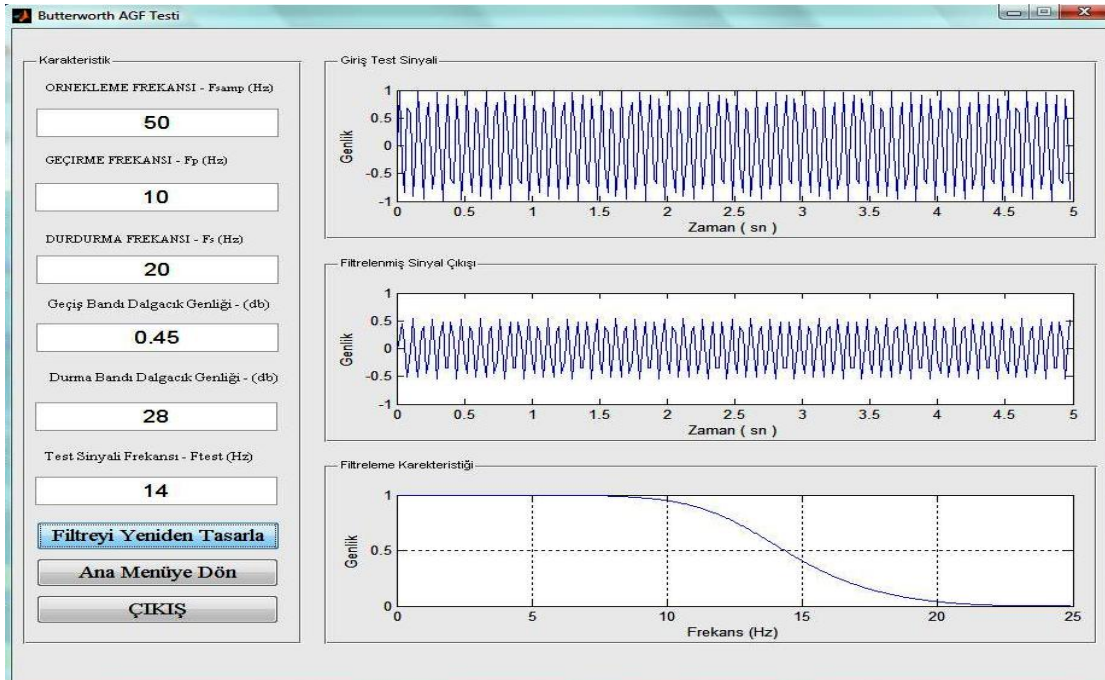 Butterworth AGF Testi
Karakteristik
ORNEKLEME FREKANSI - Fsamp (Hz)
50
GEÇIRME FREKANSI - Fp (Hz)
10
DURDURMA FREKANSI - Fs (Hz)
20
Geçiş Bandı Dalgacık Genliği - (db)
0.45
Durma Bandı Dalgacık Genliği - (db)
28
Test Sinyali Frekansı - Ftest (Hz)
14
Filtreyi Yeniden Tasarla
Ana Menüye Dön
ÇIKIŞ
Giriş Test Sinyali
Genlik
1
0.5
0
-0.5
-1
0 0.5 1 1.5 2 2.5 3 3.5 4 4.5 5
Zaman ( sn )
Filtrelenmiş Sinyal Çıkışı
Genlik
1
0.5
0
-0.5
-1
0 0.5 1 1.5 2 2.5 3 3.5 4 4.5 5
Zaman ( sn )
Filtreleme Karekteristiği
Genlik
1
0.5
0
0 5 10 15 20 25
Frekans (Hz)